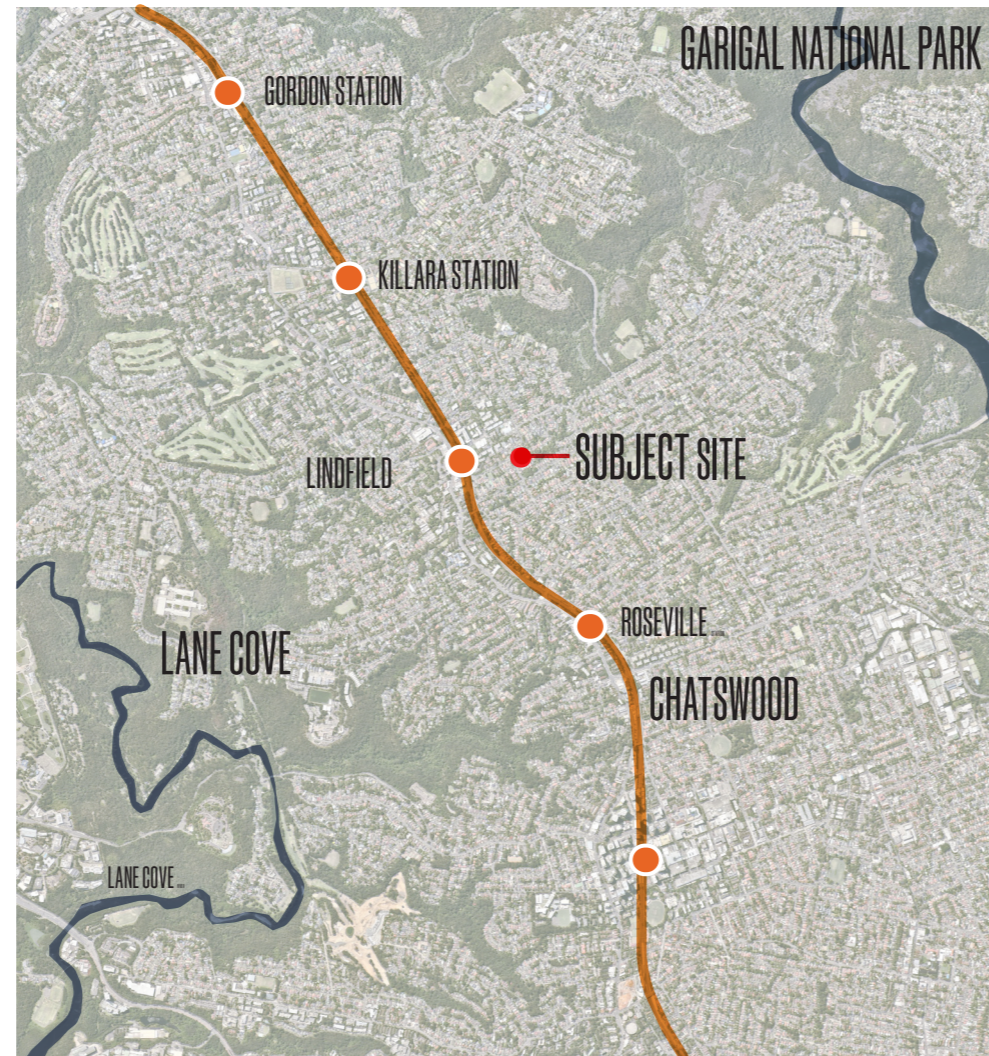 GARIGAL NATIONAL PARK
GORDON STATION
KILLARA STATION
SUBJECT SITE
LINDFIELD
ROSEVILLE
LANE COVE
CHATSWOOD
LANE COVE